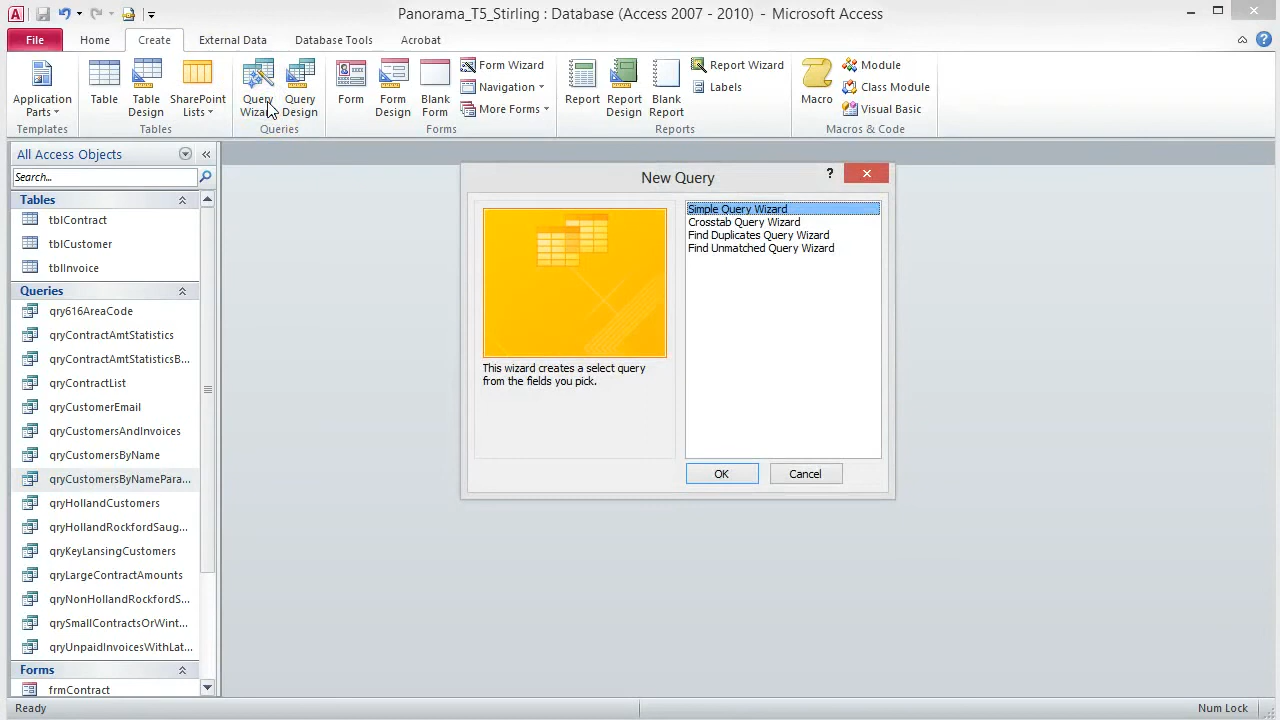 Panorama_T5_Stirling : Database (Access 2007 - 2010) - Microsoft Access
File Home Create External Data Database Tools Acrobat
Application Parts
Templates
Table
Table Design
SharePoint Lists
Tables
Query Wizard
Query Design
Queries
Form
Form Design
Blank Form
Form Wizard
Navigation
More Forms
Forms
Report
Report Design
Blank Report
Report Wizard
Labels
Reports
Macro
Module
Class Module
Visual Basic
Macros & Code
All Access Objects
Search...
Tables
tblContract
tblCustomer
tblInvoice
Queries
qry616AreaCode
qryContractAmtStatistics
qryContractAmtStatisticsB...
qryContractList
qryCustomerEmail
qryCustomersAndInvoices
qryCustomersByName
qryCustomersByNamePara...
qryHollandCustomers
qryHollandRockfordSaug...
qryKeyLansingCustomers
qryLargeContractAmounts
qryNonHollandRockfordS...
qrySmallContractsOrWint...
qryUnpaidInvoicesWithLat...
Forms
frmContract
New Query
?
Simple Query Wizard
Crosstab Query Wizard
Find Duplicates Query Wizard
Find Unmatched Query Wizard
This wizard creates a select query
from the fields you pick.
OK Cancel
Ready Num Lock